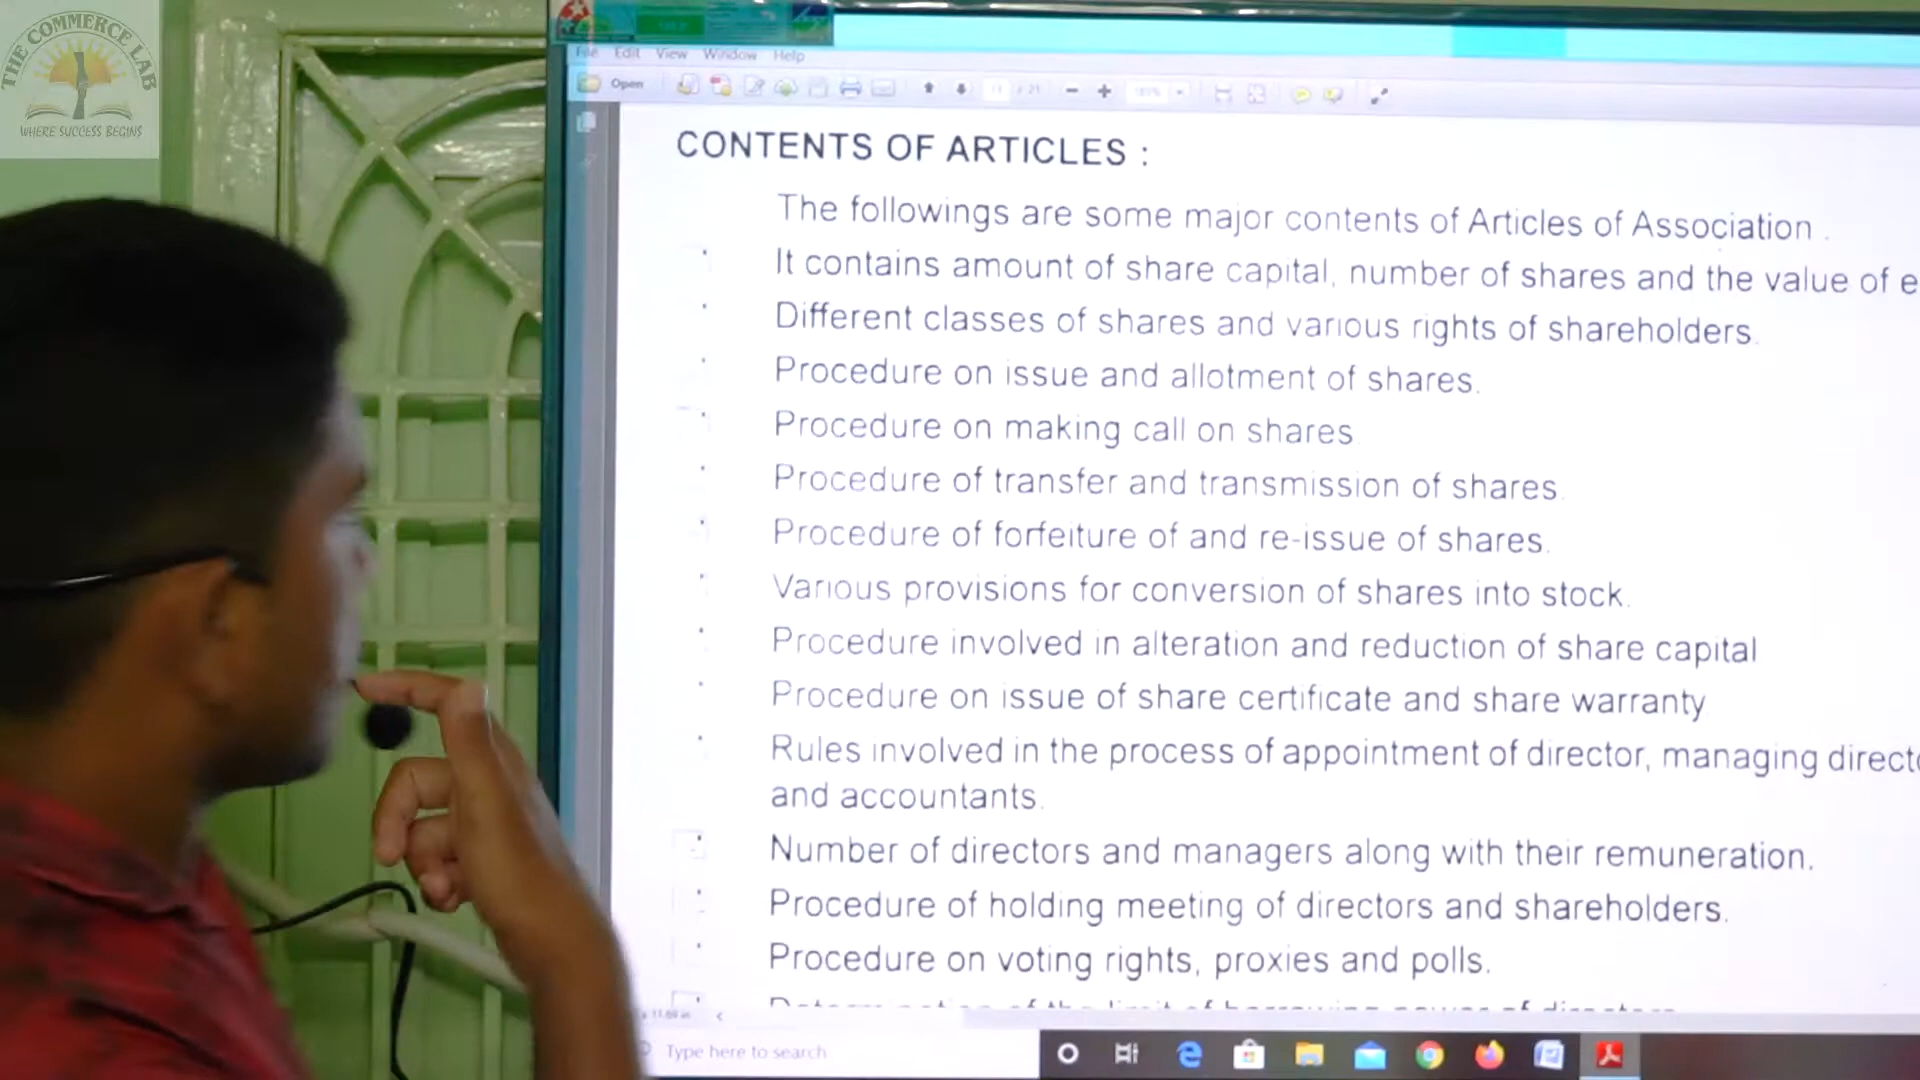 THE COMMERCE LAB
WHERE SUCCESS BEGINS
File Edit View Window Help
Open
CONTENTS OF ARTICLES :
The followings are some major contents of Articles of Association .
It contains amount of share capital, number of shares and the value of
Different classes of shares and various rights of shareholders.
Procedure on issue and allotment of shares.
Procedure on making call on shares.
Procedure of transfer and transmission of shares.
Procedure of forfeiture of and re-issue of shares.
Various provisions for conversion of shares into stock.
Procedure involved in alteration and reduction of share capital
Procedure on issue of share certificate and share warranty
Rules involved in the process of appointment of director, managing
and accountants.
Number of directors and managers along with their remuneration.
Procedure of holding meeting of directors and shareholders.
Procedure on voting rights, proxies and polls.
Type here to search